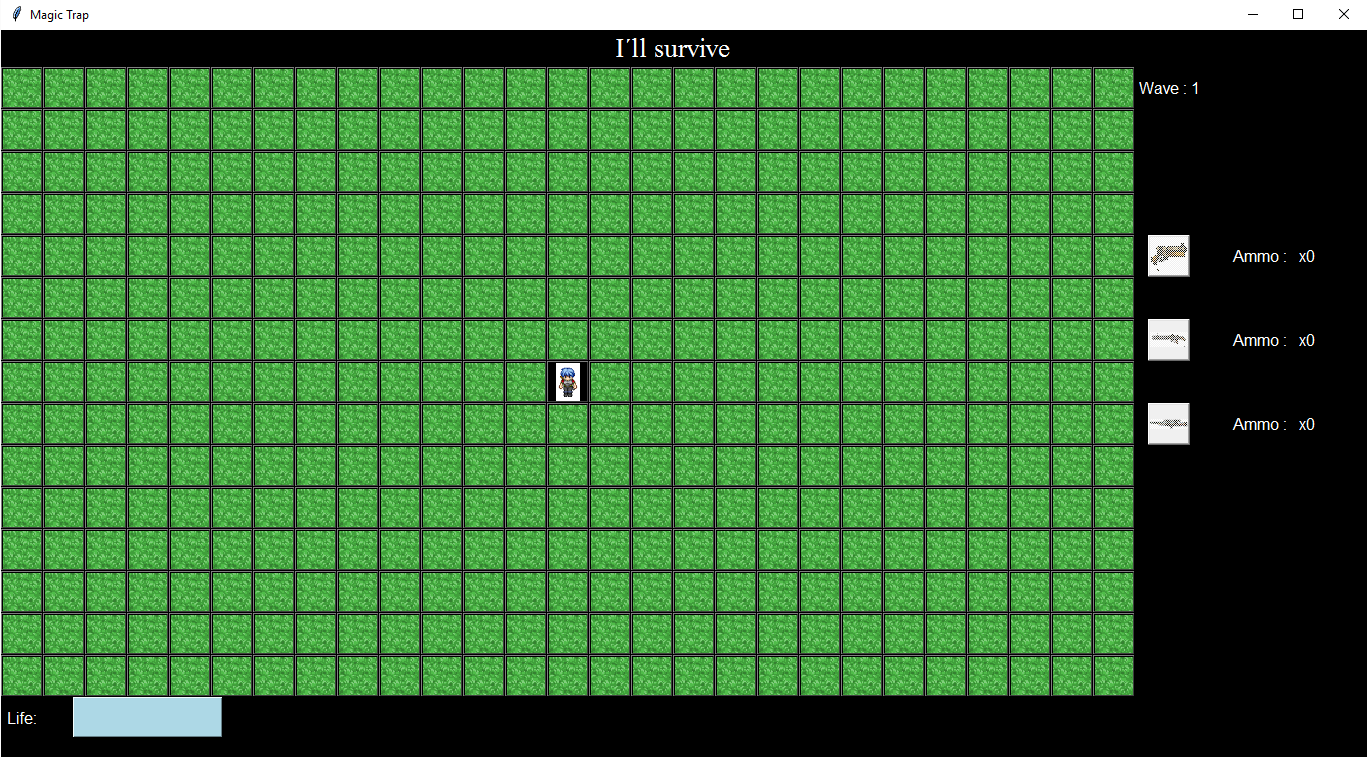 Magic Trap
I´ll survive
Wave : 1
Ammo : x0
Ammo : x0
Ammo : x0
Life: